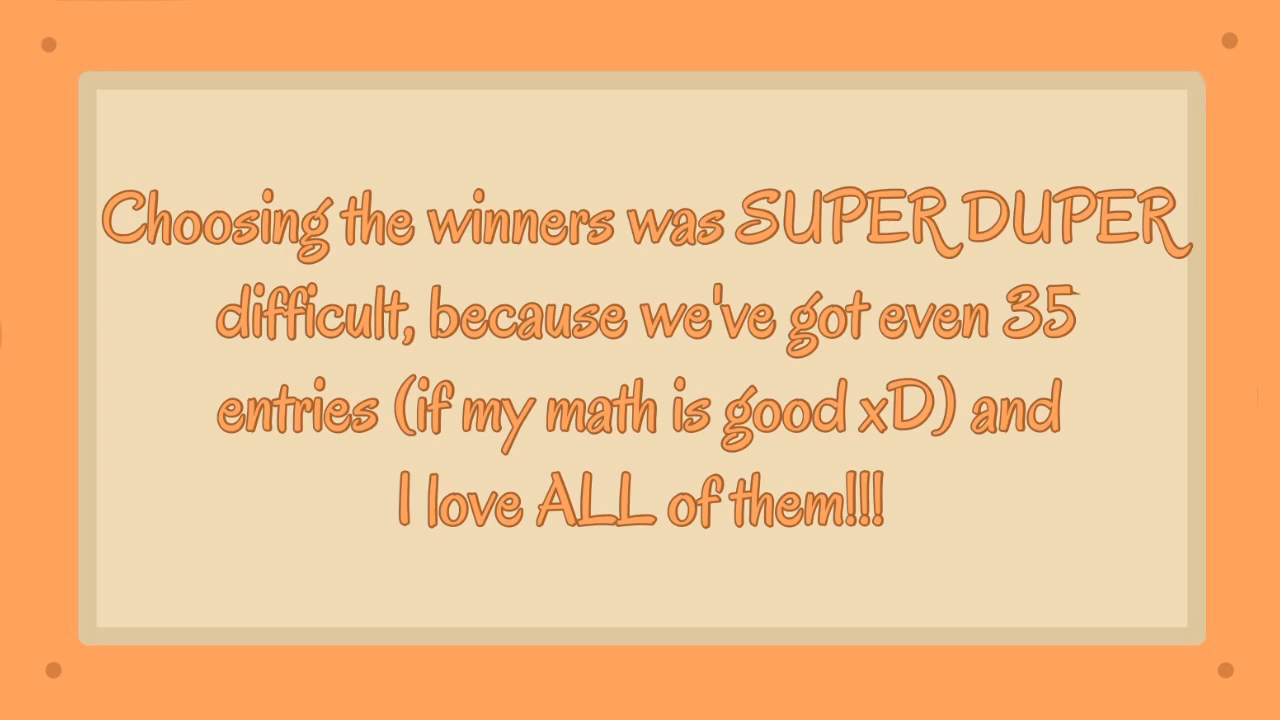 Choosing the winners was SUPER DUPER
difficult, because we've got even 35
entries (if my math is good xD) and
I love ALL of them!!!